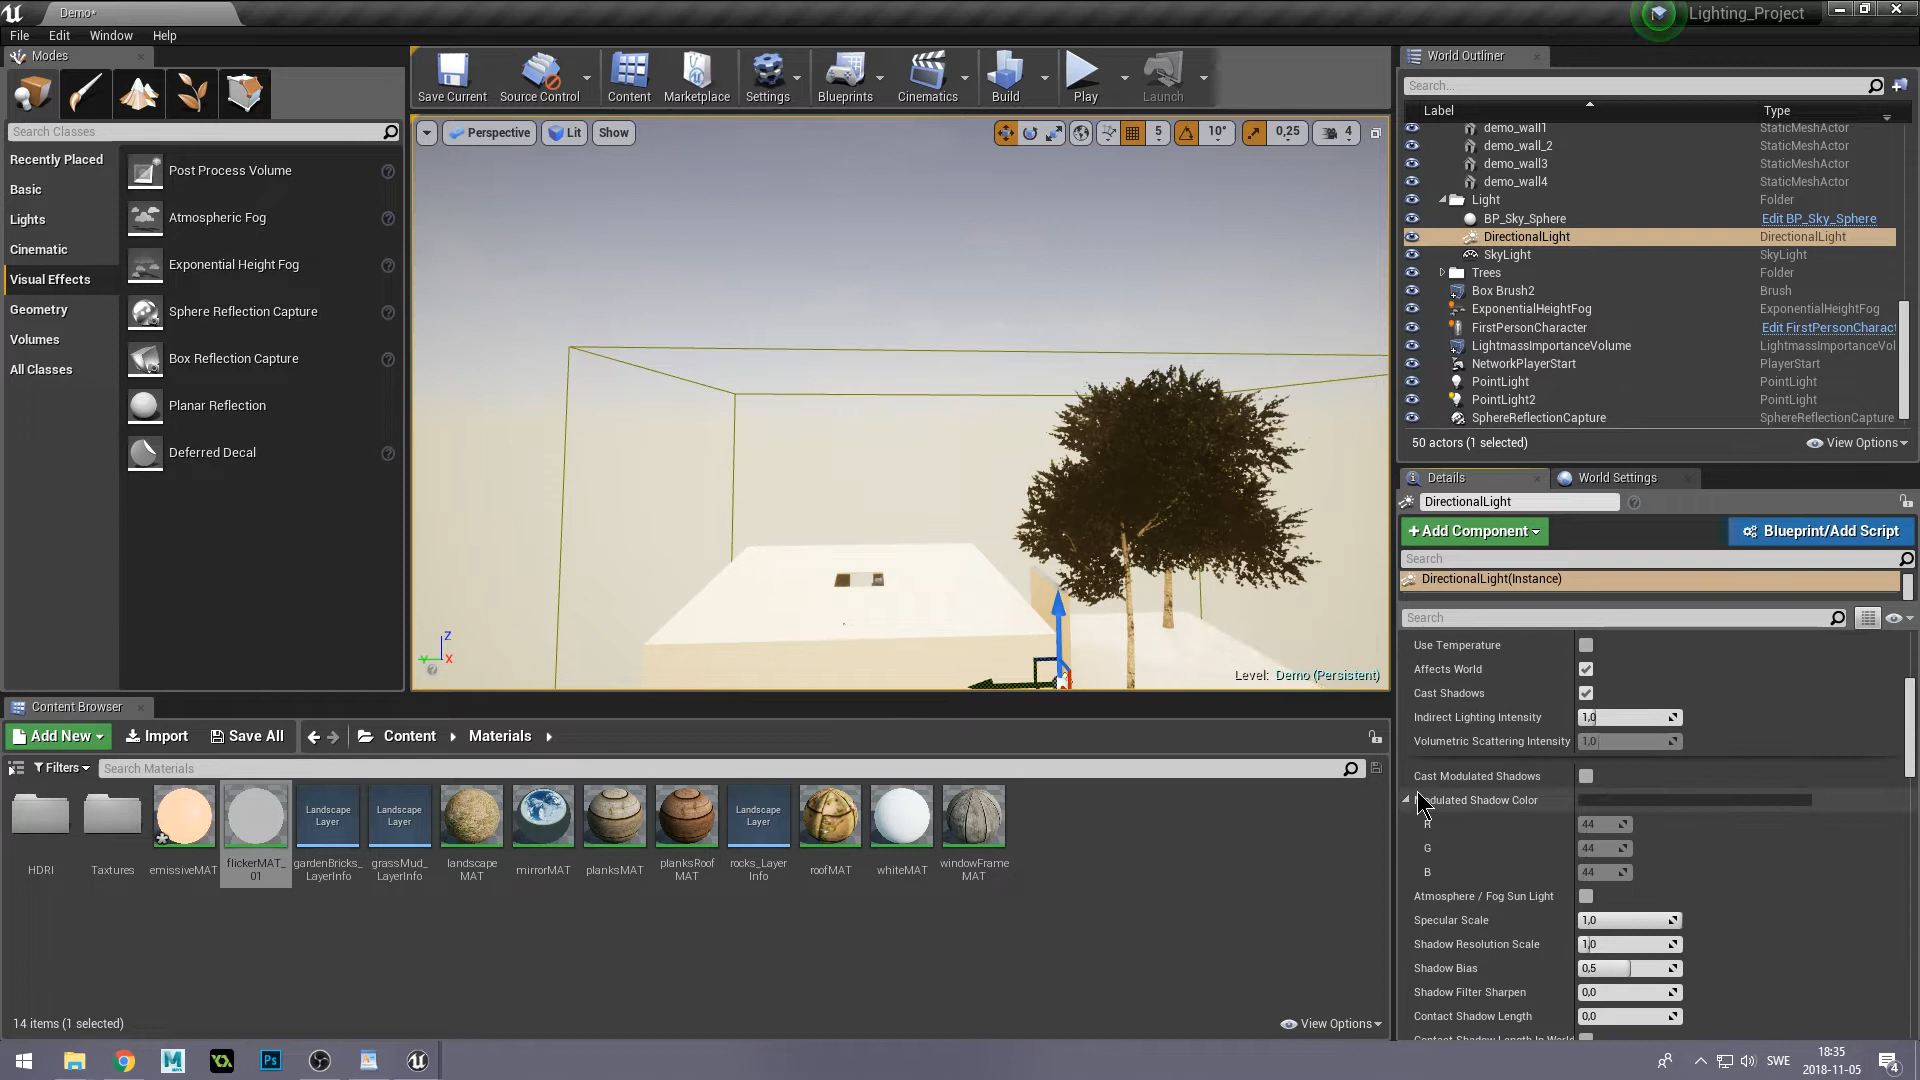 Demo*
Lighting_Project
File Edit Window Help
Modes
Search Classes
Recently Placed
Basic
Lights
Cinematic
Visual Effects
Geometry
Volumes
All Classes
Post Process Volume
Atmospheric Fog
Exponential Height Fog
Sphere Reflection Capture
Box Reflection Capture
Planar Reflection
Deferred Decal
Save Current Source Control Content Marketplace Settings Blueprints Cinematics Build Play Launch
Perspective Lit Show 5 10° 0,25 4
Z
X
Level: Demo (Persistent)
World Outliner
Search...
Label Type
demo_wall1 StaticMeshActor
demo_wall_2 StaticMeshActor
demo_wall3 StaticMeshActor
demo_wall4 StaticMeshActor
Light Folder
BP_Sky_Sphere Edit BP_Sky_Sphere
DirectionalLight DirectionalLight
SkyLight SkyLight
Trees Folder
Box Brush2 Brush
ExponentialHeightFog ExponentialHeightFog
FirstPersonCharacter Edit FirstPersonCharact
LightmassImportanceVolume LightmassImportanceVol
NetworkPlayerStart PlayerStart
PointLight PointLight
PointLight2 PointLight
SphereReflectionCapture SphereReflectionCapture
50 actors (1 selected) View Options
Details World Settings
DirectionalLight
+Add Component Blueprint/Add Script
Search
DirectionalLight(Instance)
Search
Use Temperature
Affects World
Cast Shadows
Indirect Lighting Intensity 1,0
Volumetric Scattering Intensity 1,0
Cast Modulated Shadows
dulated Shadow Color
R 44
G 44
B 44
Atmosphere / Fog Sun Light
Specular Scale 1,0
Shadow Resolution Scale 1,0
Shadow Bias 0,5
Shadow Filter Sharpen 0,0
Contact Shadow Length 0,0
Contact Shadow Length In World
Content Browser
Add New Import Save All Content Materials
Filters Search Materials
Landscape Layer
Landscape Layer
Landscape Layer
HDRI
Taxtures
emissiveMAT
flickerMAT_01
gardenBricks_LayerInfo
grassMud_LayerInfo
landscape MAT
mirrorMAT
planksMAT
planksRoof MAT
rocks_Layer Info
roofMAT
whiteMAT
windowFrame MAT
14 items (1 selected) View Options
Ps
SWE
18:35
2018-11-05
4